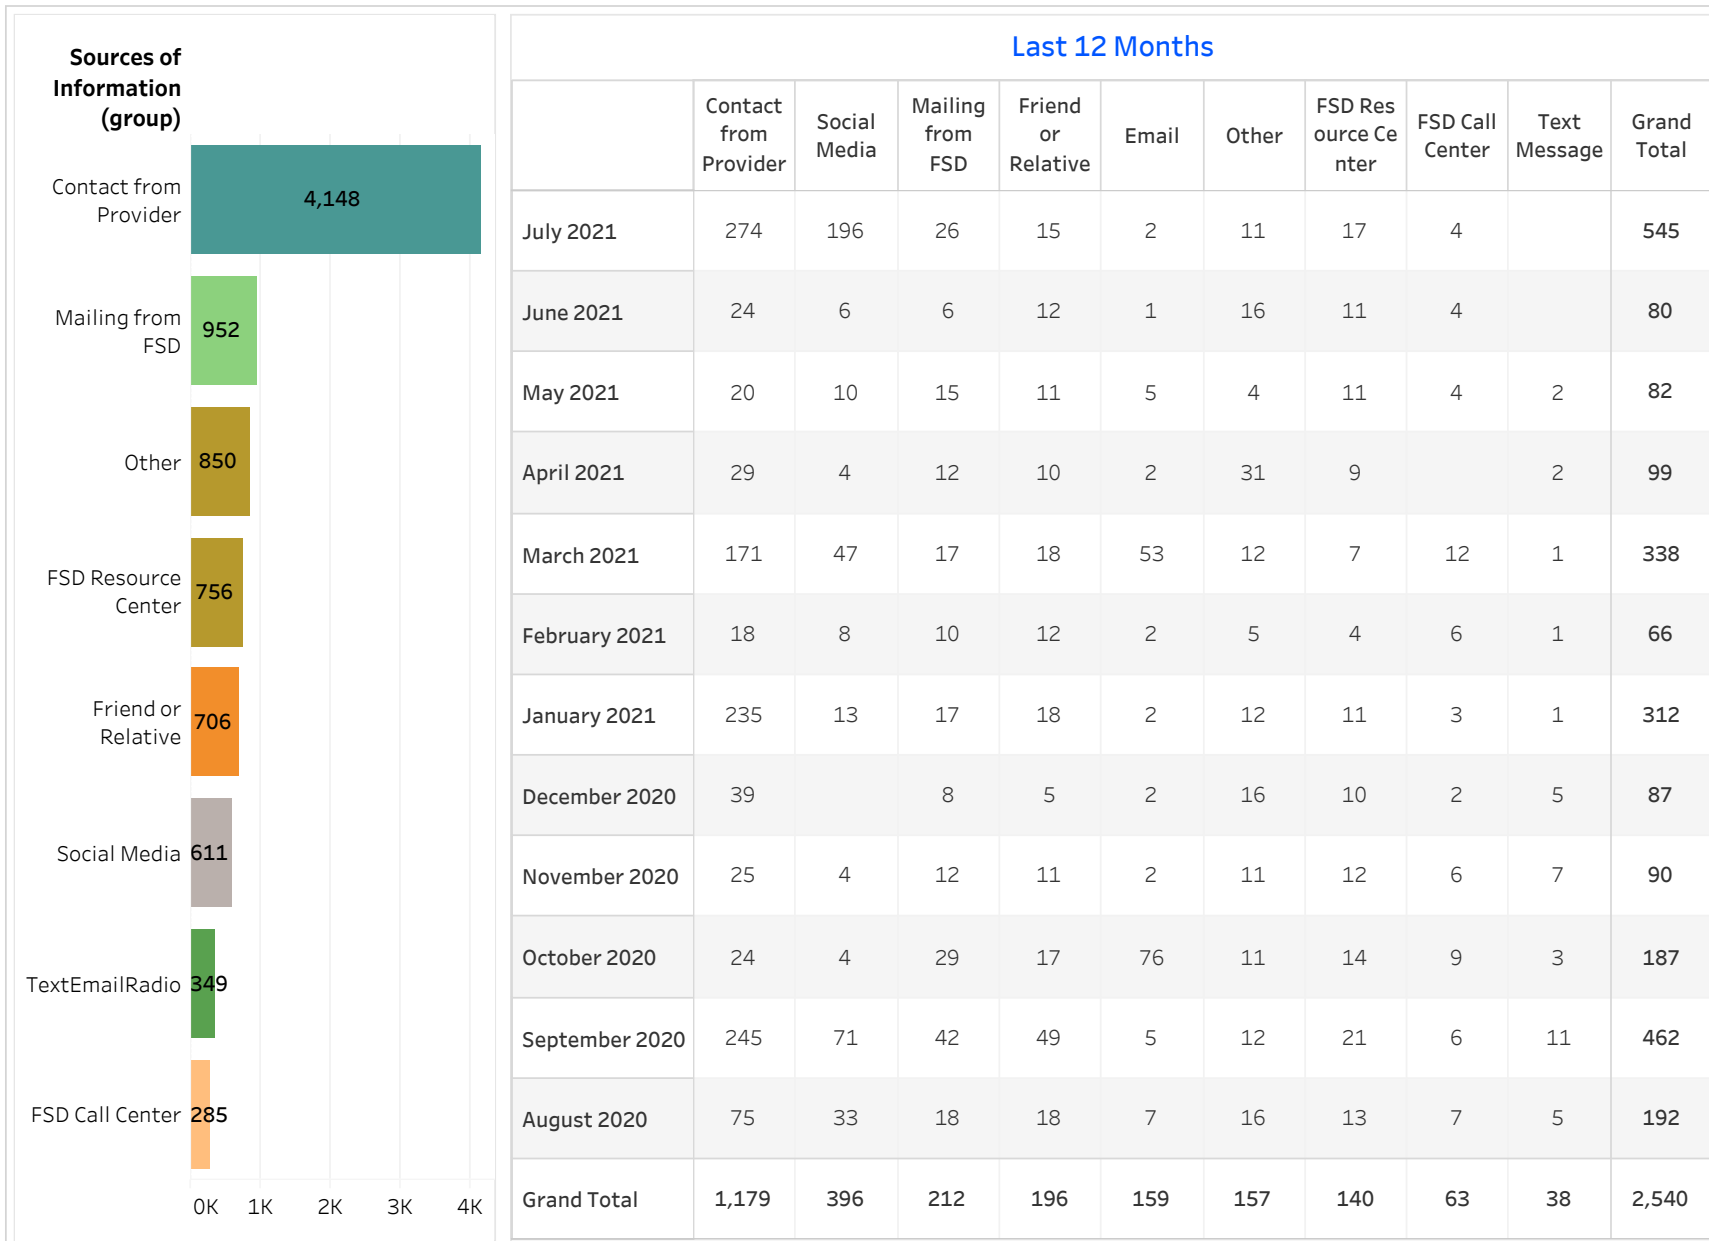 Sources of
Information
(group)
Contact from
Provider
4,148
Mailing from
FSD
952
Other
850
FSD Resource
Center
756
Friend or
Relative
706
Social Media
611
TextEmailRadio
349
FSD Call Center
285
0K 1K 2K 3K 4K
Last 12 Months
Contact
from
Provider
Social
Media
Mailing
from
FSD
Friend
or
Relative
Email
Other
FSD Res
ource Ce
nter
FSD Call
Center
Text
Message
Grand
Total
July 2021 274 196 26 15 2 11 17 4 545
June 2021 24 6 6 12 1 16 11 4 80
May 2021 20 10 15 11 5 4 11 4 2 82
April 2021 29 4 12 10 2 31 9 2 99
March 2021 171 47 17 18 53 12 7 12 1 338
February 2021 18 8 10 12 2 5 4 6 1 66
January 2021 235 13 17 18 2 12 11 3 1 312
December 2020 39 8 5 2 16 10 2 5 87
November 2020 25 4 12 11 2 11 12 6 7 90
October 2020 24 4 29 17 76 11 14 9 3 187
September 2020 245 71 42 49 5 12 21 6 11 462
August 2020 75 33 18 18 7 16 13 7 5 192
Grand Total 1,179 396 212 196 159 157 140 63 38 2,540